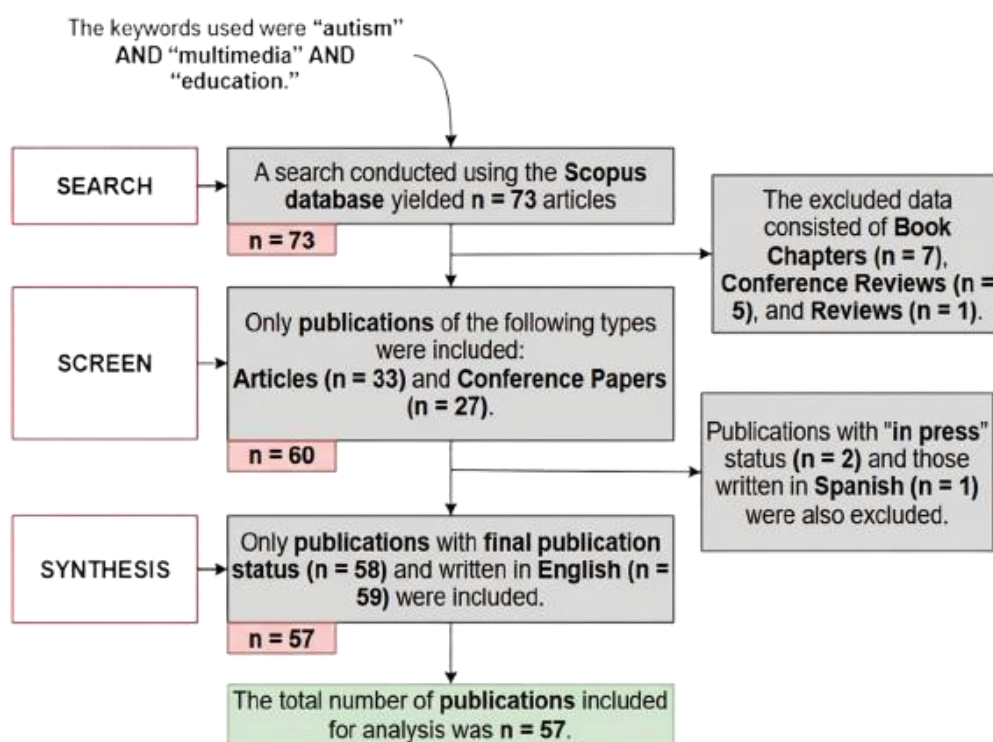 The keywords used were “autism”
AND “multimedia” AND
“education.”
SEARCH
A search conducted using the Scopus
database yielded n = 73 articles
n = 73
The excluded data
consisted of Book
Chapters (n = 7),
Conference Reviews (n =
5), and Reviews (n = 1).
SCREEN
Only publications of the following types
were included:
Articles (n = 33) and Conference Papers
(n = 27).
n = 60
Publications with "in press"
status (n = 2) and those
written in Spanish (n = 1)
were also excluded.
SYNTHESIS
Only publications with final publication
status (n = 58) and written in English (n =
59) were included.
n = 57
The total number of publications included
for analysis was n = 57.